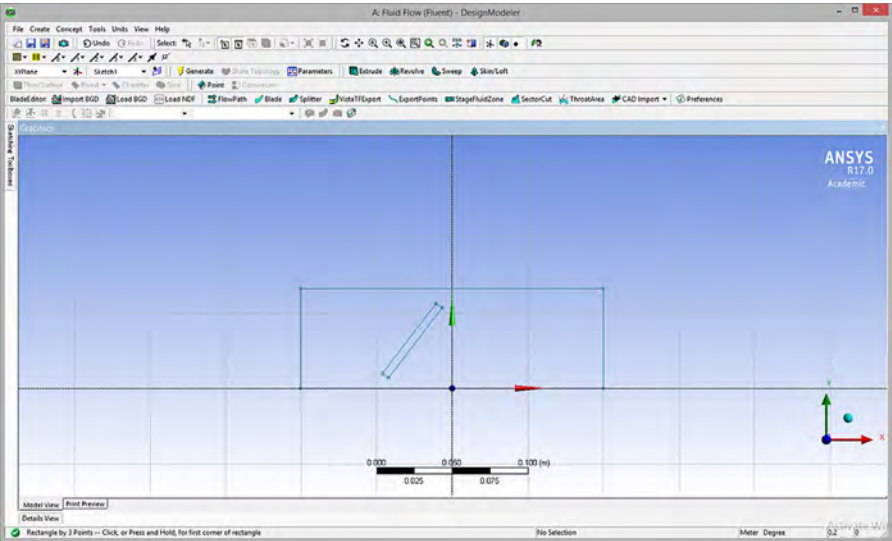 A: Fluid Flow (Fluent) - DesignModeler
File Create Concept Tools Units View Help
Undo Redo Select:
XYPlane Sketch1 Generate Share Topology Parameters Extrude Revolve Sweep Skin/Loft
Thin/Surface Blend Chamfer Slice Point Conversion
BladeEditor: Import BGD Load BGD Load NDF FlowPath Blade Splitter VistaTFExport ExportPoints StageFluidZone SectorCut ThroatArea CAD Import Preferences
Sketching Toolboxes
Graphics
ANSYS
R17.0
Academic
Y
X
0.000 0.050 0.100 (m)
0.025 0.075
Model View Print Preview
Details View
Activate Wi
Rectangle by 3 Points -- Click, or Press and Hold, for first corner of rectangle No Selection Meter Degree 0.2 0